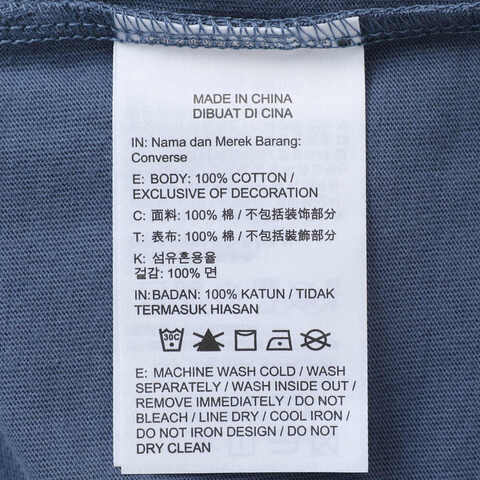 MADE IN CHINA
DIBUAT DI CINA
IN: Nama dan Merek Barang:
Converse
E: BODY: 100% COTTON /
EXCLUSIVE OF DECORATION
C: 面料: 100% 棉 / 不包括装饰部分
T: 表布: 100% 棉 / 不包括裝飾部分
K: 섬유혼용율
겉감: 100% 면
IN: BADAN: 100% KATUN / TIDAK
TERMASUK HIASAN
30C
E: MACHINE WASH COLD / WASH
SEPARATELY / WASH INSIDE OUT /
REMOVE IMMEDIATELY / DO NOT
BLEACH / LINE DRY / COOL IRON /
DO NOT IRON DESIGN / DO NOT
DRY CLEAN